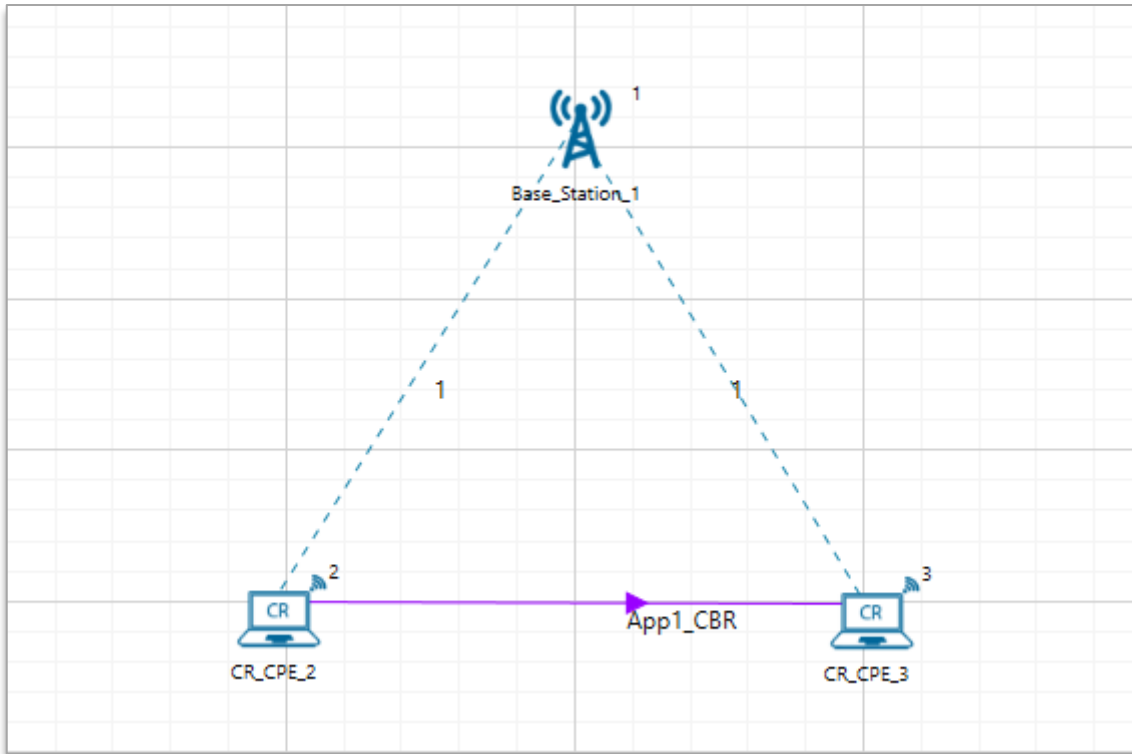 1
Base_Station_1
1
1
2
3
CR
CR
App1_CBR
CR_CPE_2
CR_CPE_3